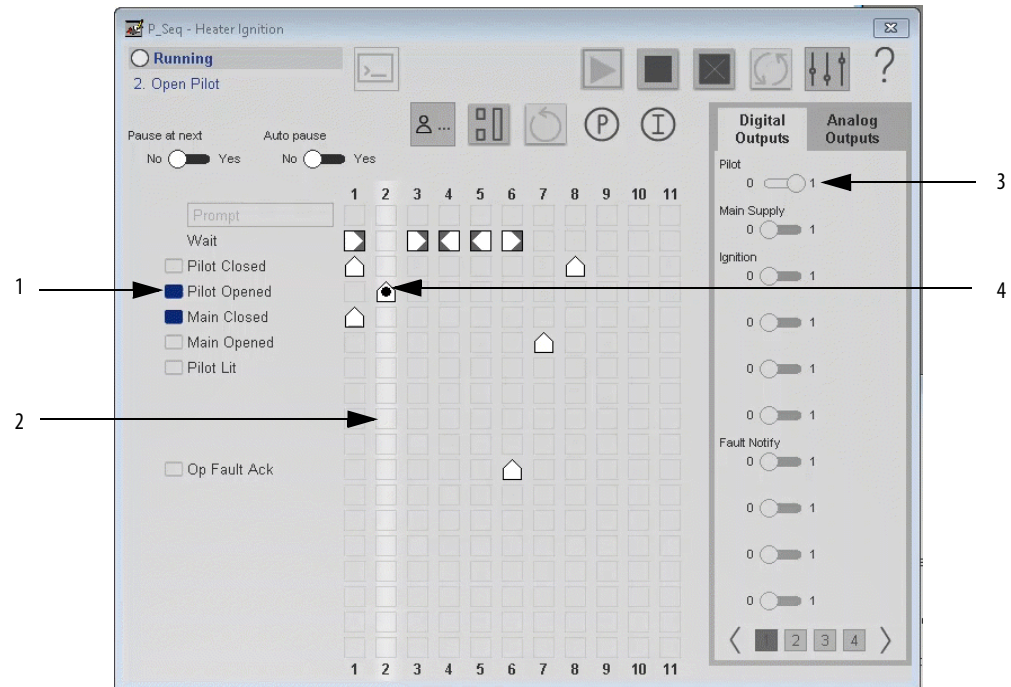 P_Seq - Heater Ignition
Running
2. Open Pilot
>_
?
Pause at next
Auto pause
No Yes
No Yes
...
P
I
Digital Outputs
Analog Outputs
1 2 3 4 5 6 7 8 9 10 11
Prompt
Wait
Pilot Closed
Pilot Opened
Main Closed
Main Opened
Pilot Lit
Op Fault Ack
1 2 3 4 5 6 7 8 9 10 11
Pilot
0 1
Main Supply
0 1
Ignition
0 1
0 1
0 1
0 1
Fault Notify
0 1
0 1
0 1
0 1
1 2 3 4
1
2
3
4